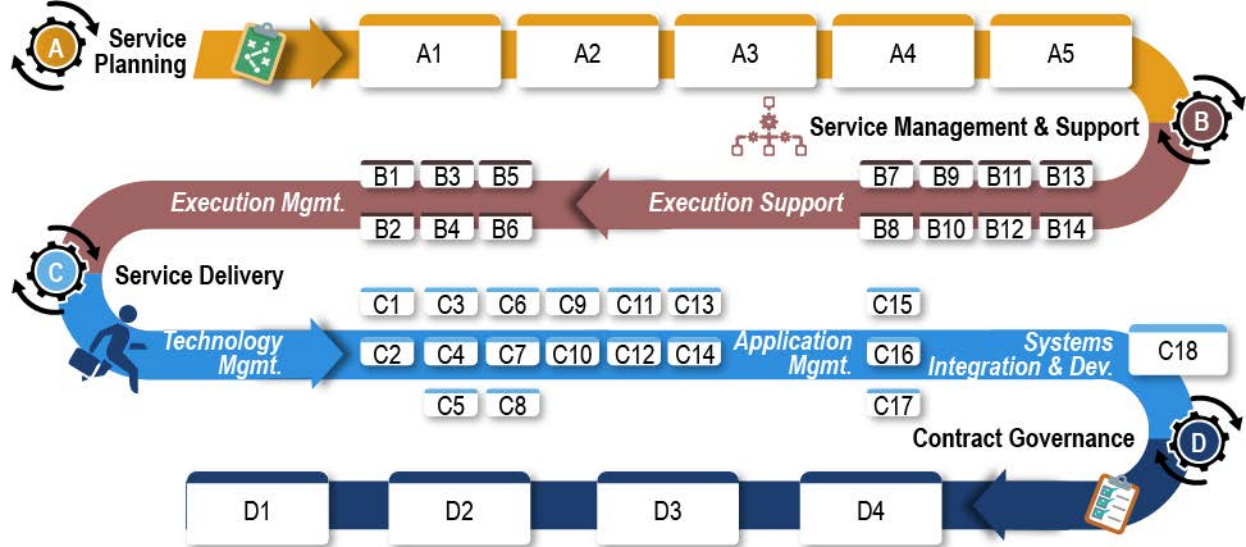 A
Service
Planning
A1 A2 A3 A4 A5
B
Service Management & Support
B1 B3 B5 B7 B9 B11 B13
Execution Mgmt. Execution Support
B2 B4 B6 B8 B10 B12 B14
C
Service Delivery
C1 C3 C6 C9 C11 C13 C15
Technology
Mgmt.
C2 C4 C7 C10 C12 C14
Application
Mgmt.
C16
Systems
Integration & Dev.
C18
C5 C8 C17
Contract Governance
D
D1 D2 D3 D4